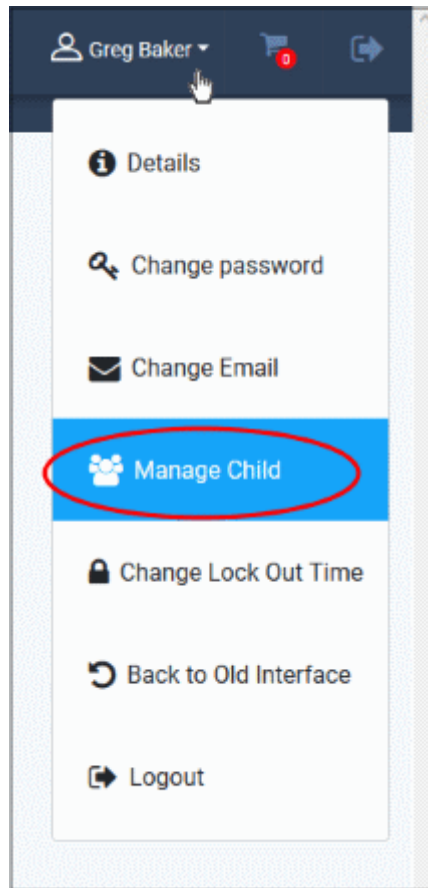 Greg Baker
0
Details
Change password
Change Email
Manage Child
Change Lock Out Time
Back to Old Interface
Logout